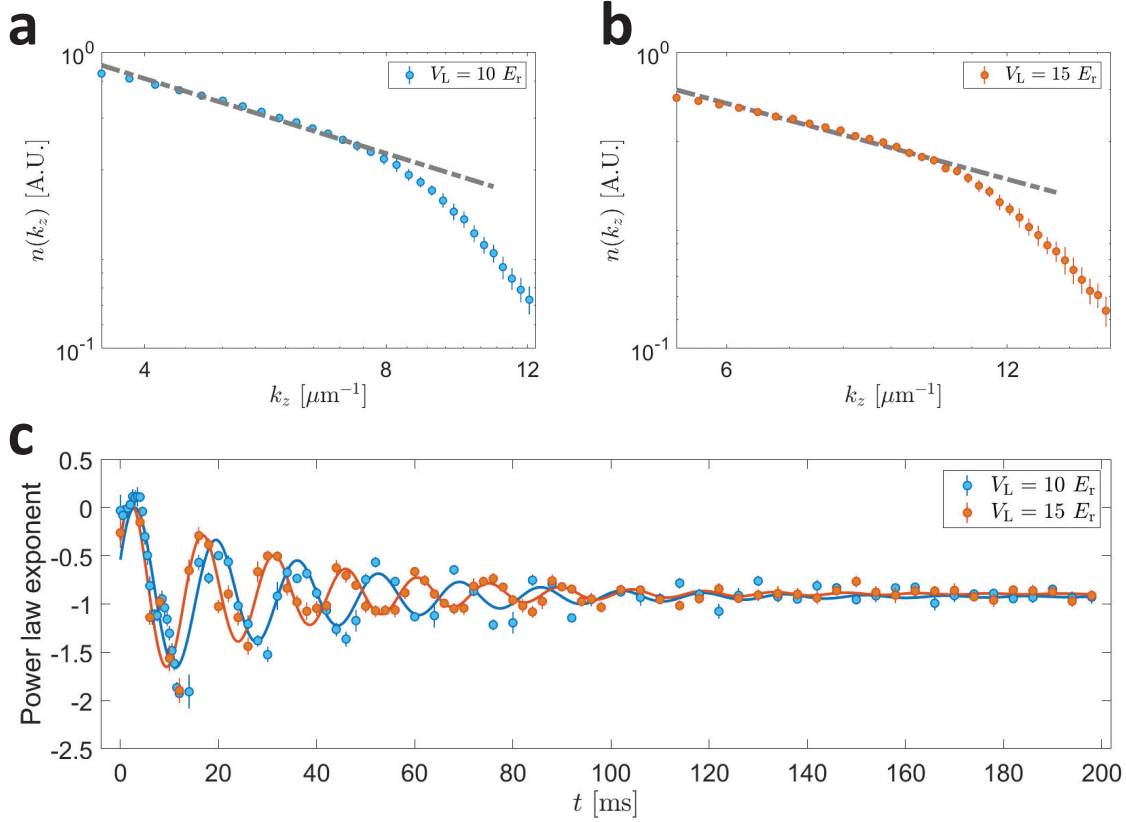 a
10^0
V_L = 10 E_r
n(k_z) [A.U.]
10^-1
4
8
12
k_z [μm^-1]
b
10^0
V_L = 15 E_r
n(k_z) [A.U.]
10^-1
6
12
k_z [μm^-1]
c
0.5
0
-0.5
-1
-1.5
-2
-2.5
Power law exponent
V_L = 10 E_r
V_L = 15 E_r
0 20 40 60 80 100 120 140 160 180 200
t [ms]